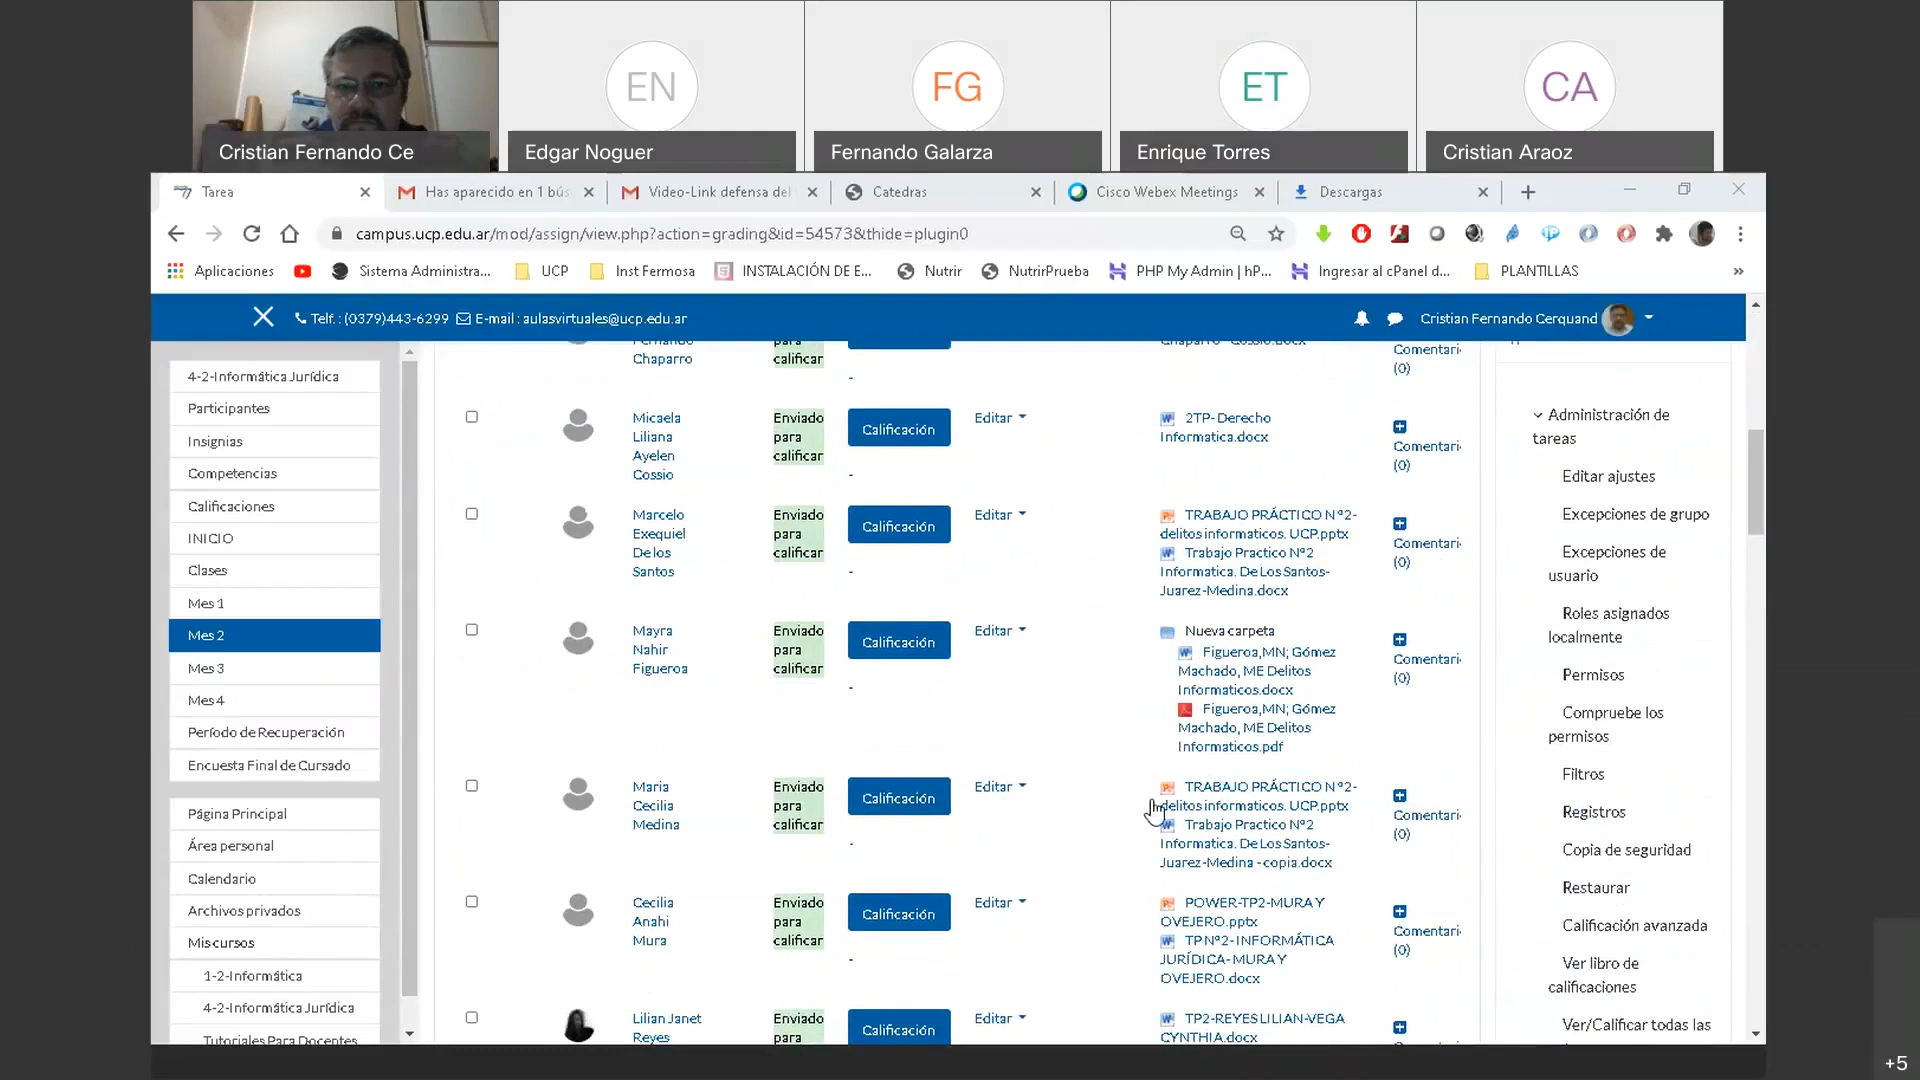 EN
FG
ET
CA
Cristian Fernando Ce
Edgar Noguer
Fernando Galarza
Enrique Torres
Cristian Araoz
Tarea
Has aparecido en 1 bús
Video-Link defensa del
Catedras
Cisco Webex Meetings
Descargas
campus.ucp.edu.ar/mod/assign/view.php?action=grading&id=54573&thide=plugin0
Aplicaciones
Sistema Administra...
UCP
Inst Fermosa
INSTALACIÓN DE E...
Nutrir
NutrirPrueba
PHP My Admin | hP...
Ingresar al cPanel d...
PLANTILLAS
»
Telf. : (0379)443-6299
E-mail : aulasvirtuales@ucp.edu.ar
Cristian Fernando Cerquand
4-2-Informática Jurídica
Participantes
Insignias
Competencias
Calificaciones
INICIO
Clases
Mes 1
Mes 2
Mes 3
Mes 4
Período de Recuperación
Encuesta Final de Cursado
Página Principal
Área personal
Calendario
Archivos privados
Mis cursos
1-2-Informática
4-2-Informática Jurídica
Tutoriales Para Docentes
Fernando
Chaparro
para
calificar
-
Chaparro - Cossio.docx
Comentari
(0)
Micaela
Liliana
Ayelen
Cossio
Enviado
para
calificar
Calificación
-
Editar
2TP- Derecho
Informatica.docx
Comentari
(0)
Marcelo
Exequiel
De los
Santos
Enviado
para
calificar
Calificación
-
Editar
TRABAJO PRÁCTICO N º2-
delitos informaticos. UCP.pptx
Trabajo Practico Nº2
Informatica. De Los Santos-
Juarez-Medina.docx
Comentari
(0)
Mayra
Nahir
Figueroa
Enviado
para
calificar
Calificación
-
Editar
Nueva carpeta
Figueroa,MN; Gómez
Machado, ME Delitos
Informaticos.docx
Figueroa,MN; Gómez
Machado, ME Delitos
Informaticos.pdf
Comentari
(0)
Maria
Cecilia
Medina
Enviado
para
calificar
Calificación
-
Editar
TRABAJO PRÁCTICO N º2-
delitos informaticos. UCP.pptx
Trabajo Practico Nº2
Informatica. De Los Santos-
Juarez-Medina - copia.docx
Comentari
(0)
Cecilia
Anahi
Mura
Enviado
para
calificar
Calificación
-
Editar
POWER-TP2-MURA Y
OVEJERO.pptx
TP Nº2- INFORMÁTICA
JURÍDICA- MURA Y
OVEJERO.docx
Comentari
(0)
Lilian Janet
Reyes
Enviado
para
Calificación
Editar
TP2-REYES LILIAN-VEGA
CYNTHIA.docx
Administración de
tareas
Editar ajustes
Excepciones de grupo
Excepciones de
usuario
Roles asignados
localmente
Permisos
Compruebe los
permisos
Filtros
Registros
Copia de seguridad
Restaurar
Calificación avanzada
Ver libro de
calificaciones
Ver/Calificar todas las
+5